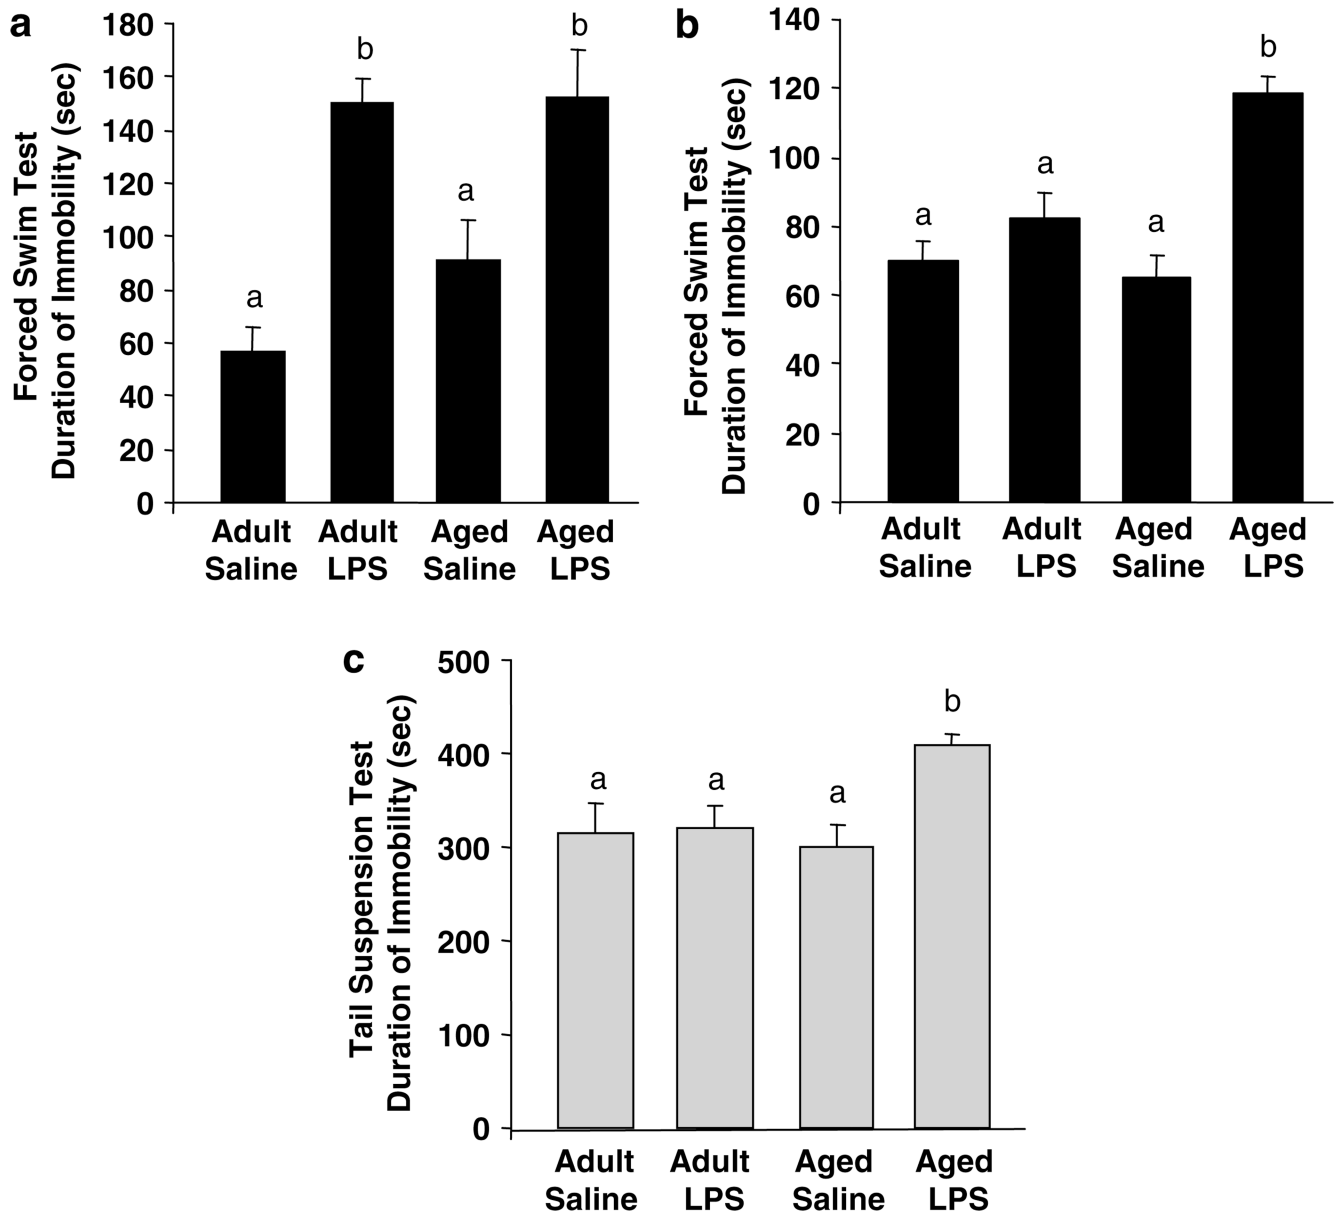 a
Forced Swim Test
Duration of Immobility (sec)
180
160
140
120
100
80
60
40
20
0
a
b
a
b
Adult Adult Aged Aged
Saline LPS Saline LPS
b
Forced Swim Test
Duration of Immobility (sec)
140
120
100
80
60
40
20
0
a
a
a
b
Adult Adult Aged Aged
Saline LPS Saline LPS
c
Tail Suspension Test
Duration of Immobility (sec)
500
400
300
200
100
0
a
a
a
b
Adult Adult Aged Aged
Saline LPS Saline LPS